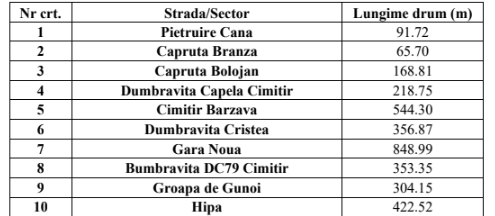 Nr crt. Strada/Sector Lungime drum (m)
1 Pietruire Cana 91.72
2 Capruta Branza 65.70
3 Capruta Bolojan 168.81
4 Dumbravita Capela Cimitir 218.75
5 Cimitir Barzava 544.30
6 Dumbravita Cristea 356.87
7 Gara Noua 848.99
8 Bumbravita DC79 Cimitir 353.35
9 Groapa de Gunoi 304.15
10 Hipa 422.52